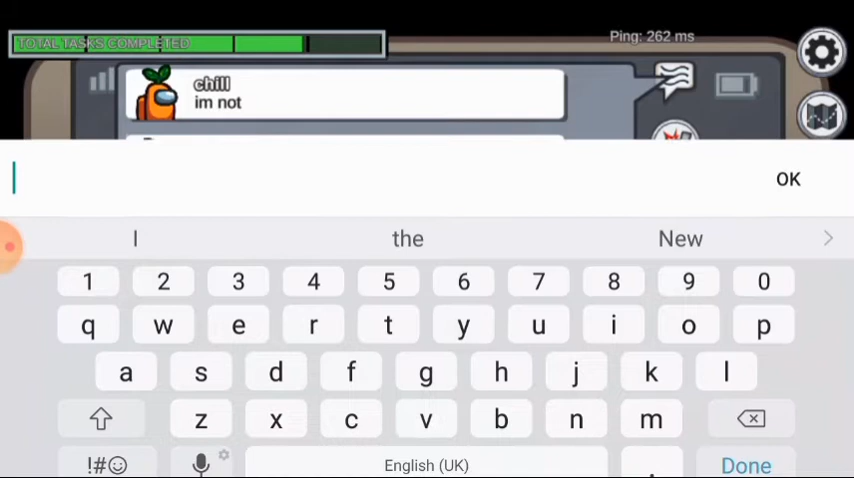 TOTAL TASKS COMPLETED
Ping: 262 ms
chill
im not
OK
I the New
1 2 3 4 5 6 7 8 9 0
q w e r t y u i o p
a s d f g h j k l
z x c v b n m
!#☺ English (UK) . Done